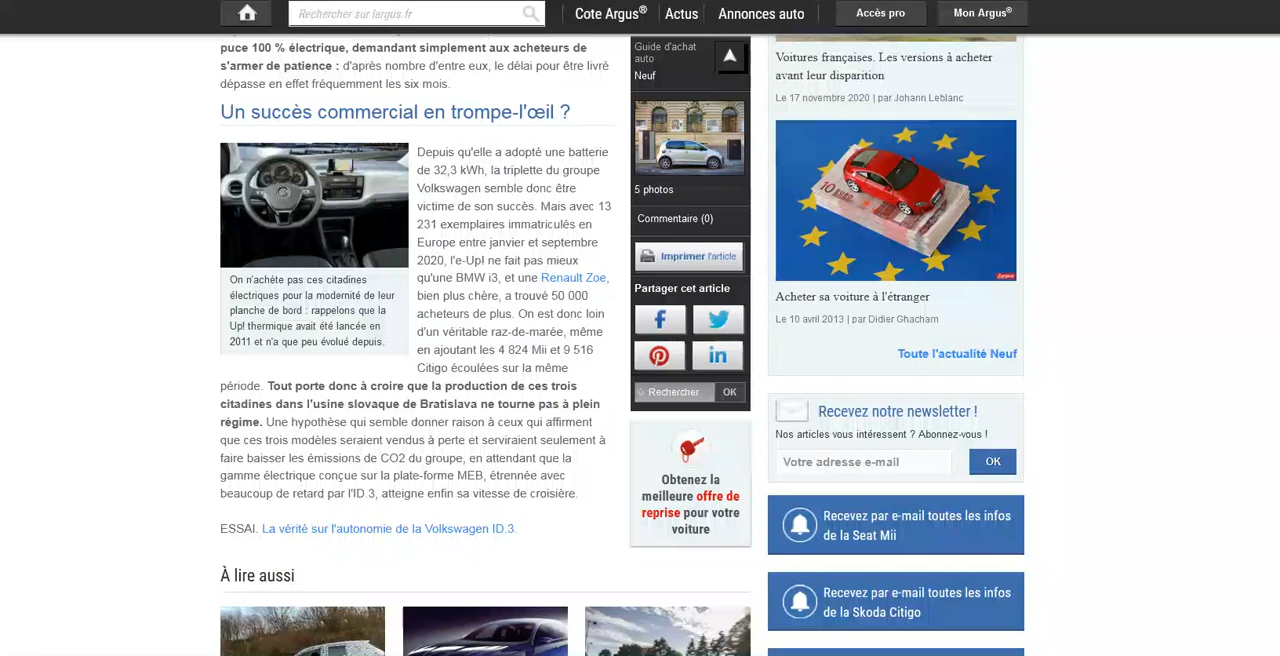 Rechercher sur largus.fr
Cote Argus®
Actus
Annonces auto
Accès pro
Mon Argus®
puce 100 % électrique, demandant simplement aux acheteurs de
s'armer de patience : d'après nombre d'entre eux, le délai pour être livré
dépasse en effet fréquemment les six mois.
Un succès commercial en trompe-l'œil ?
Depuis qu'elle a adopté une batterie
de 32,3 kWh, la triplette du groupe
Volkswagen semble donc être
victime de son succès. Mais avec 13
231 exemplaires immatriculés en
Europe entre janvier et septembre
2020, l'e-Up! ne fait pas mieux
qu'une BMW i3, et une Renault Zoe,
bien plus chère, a trouvé 50 000
acheteurs de plus. On est donc loin
d'un véritable raz-de-marée, même
en ajoutant les 4 824 Mii et 9 516
Citigo écoulées sur la même
On n'achète pas ces citadines
électriques pour la modernité de leur
planche de bord : rappelons que la
Up! thermique avait été lancée en
2011 et n'a que peu évolué depuis.
période. Tout porte donc à croire que la production de ces trois
citadines dans l'usine slovaque de Bratislava ne tourne pas à plein
régime. Une hypothèse qui semble donner raison à ceux qui affirment
que ces trois modèles seraient vendus à perte et serviraient seulement à
faire baisser les émissions de CO2 du groupe, en attendant que la
gamme électrique conçue sur la plate-forme MEB, étrennée avec
beaucoup de retard par l'ID.3, atteigne enfin sa vitesse de croisière.
ESSAI. La vérité sur l'autonomie de la Volkswagen ID.3.
À lire aussi
Guide d'achat
auto
Neuf
5 photos
Commentaire (0)
Imprimer l'article
Partager cet article
Rechercher
OK
Obtenez la
meilleure offre de
reprise pour votre
voiture
Voitures françaises. Les versions à acheter
avant leur disparition
Le 17 novembre 2020 | par Johann Leblanc
10 EURO
Acheter sa voiture à l'étranger
Le 10 avril 2013 | par Didier Ghacham
Toute l'actualité Neuf
Recevez notre newsletter !
Nos articles vous intéressent ? Abonnez-vous !
Votre adresse e-mail
OK
Recevez par e-mail toutes les infos
de la Seat Mii
Recevez par e-mail toutes les infos
de la Skoda Citigo